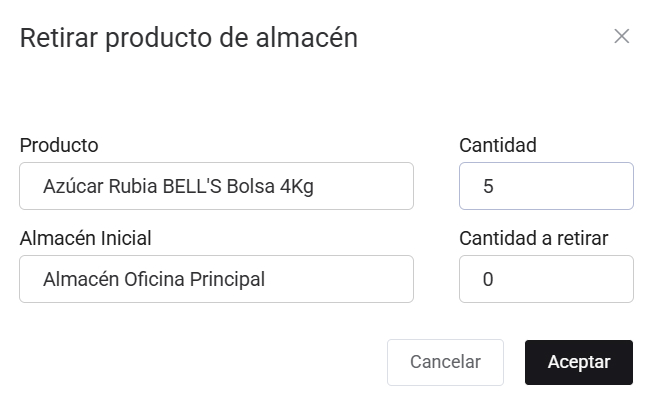 Retirar producto de almacén
Producto
Cantidad
Azúcar Rubia BELL'S Bolsa 4Kg
5
Almacén Inicial
Cantidad a retirar
Almacén Oficina Principal
0
Cancelar
Aceptar